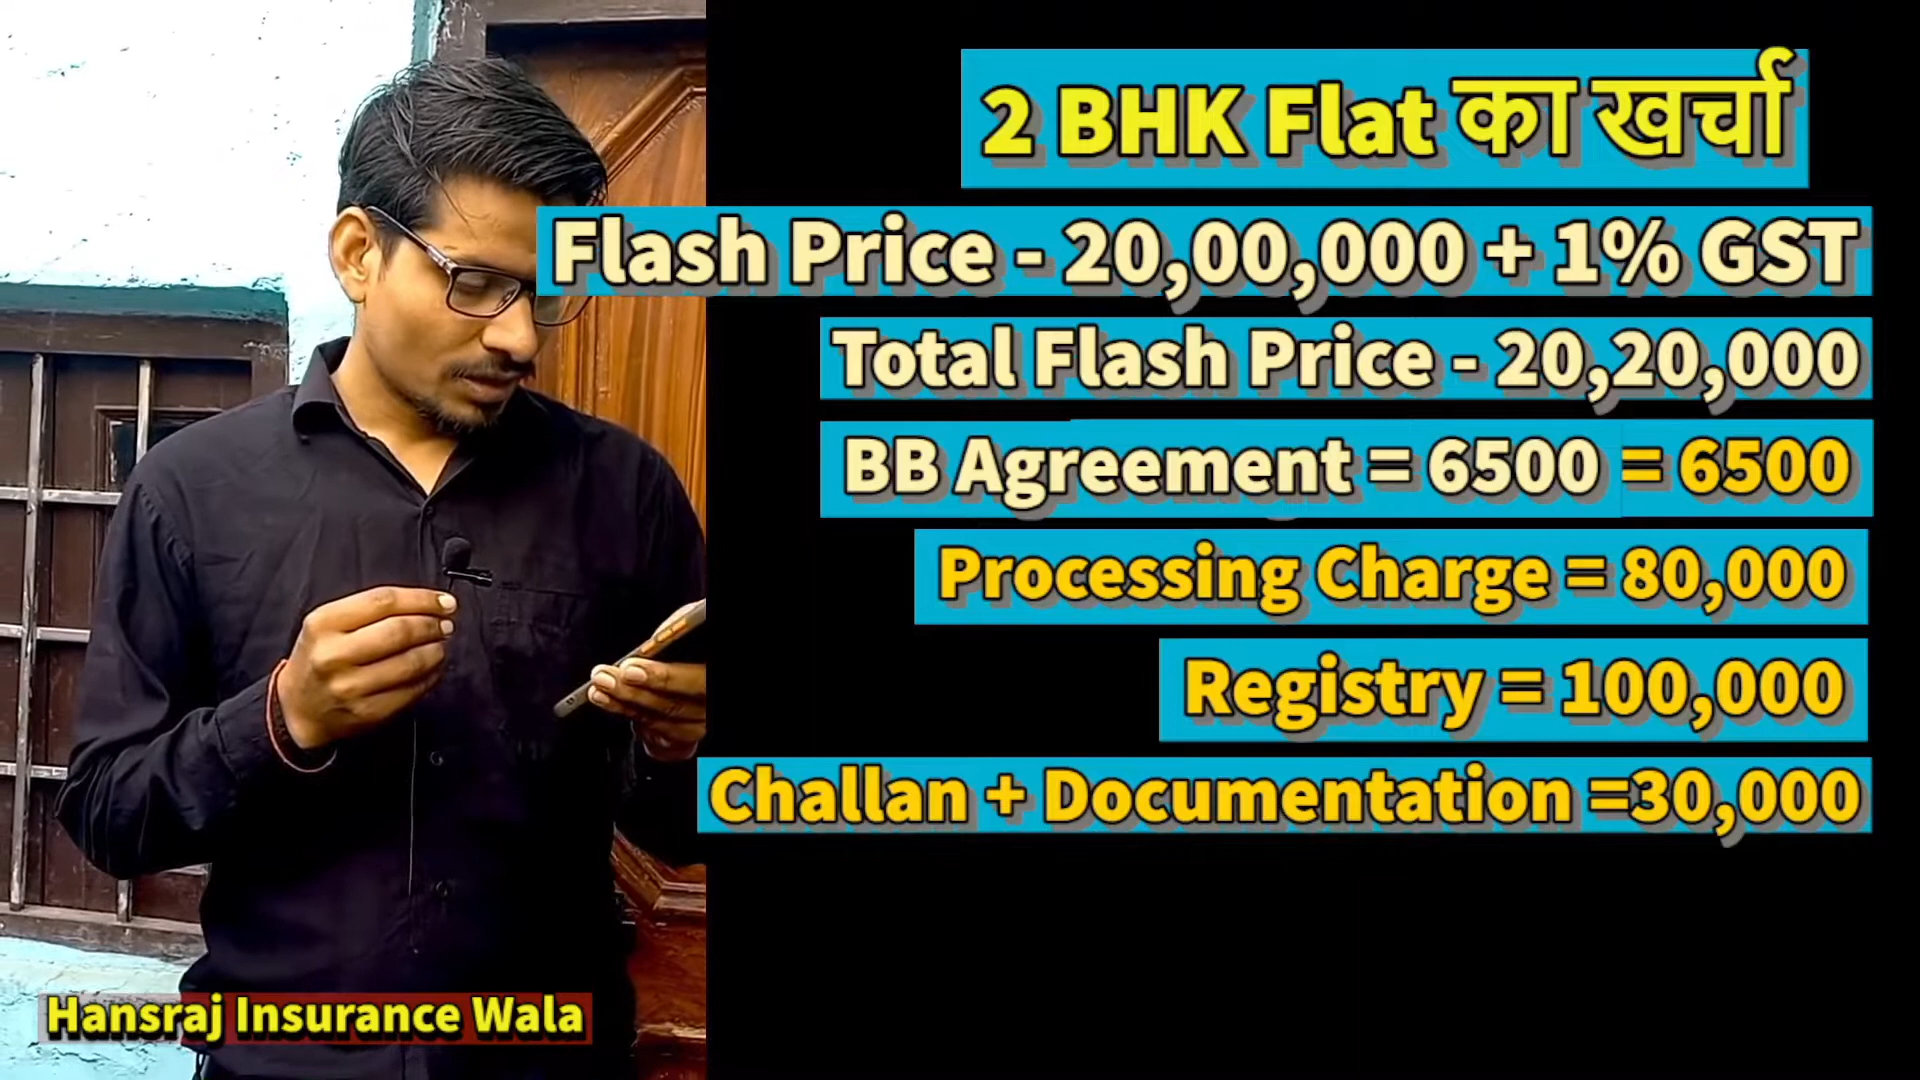 2 BHK Flat का खर्चा
Flash Price - 20,00,000 + 1% GST
Total Flash Price - 20,20,000
BB Agreement = 6500 = 6500
Processing Charge = 80,000
Registry = 100,000
Challan + Documentation =30,000
Hansraj Insurance Wala